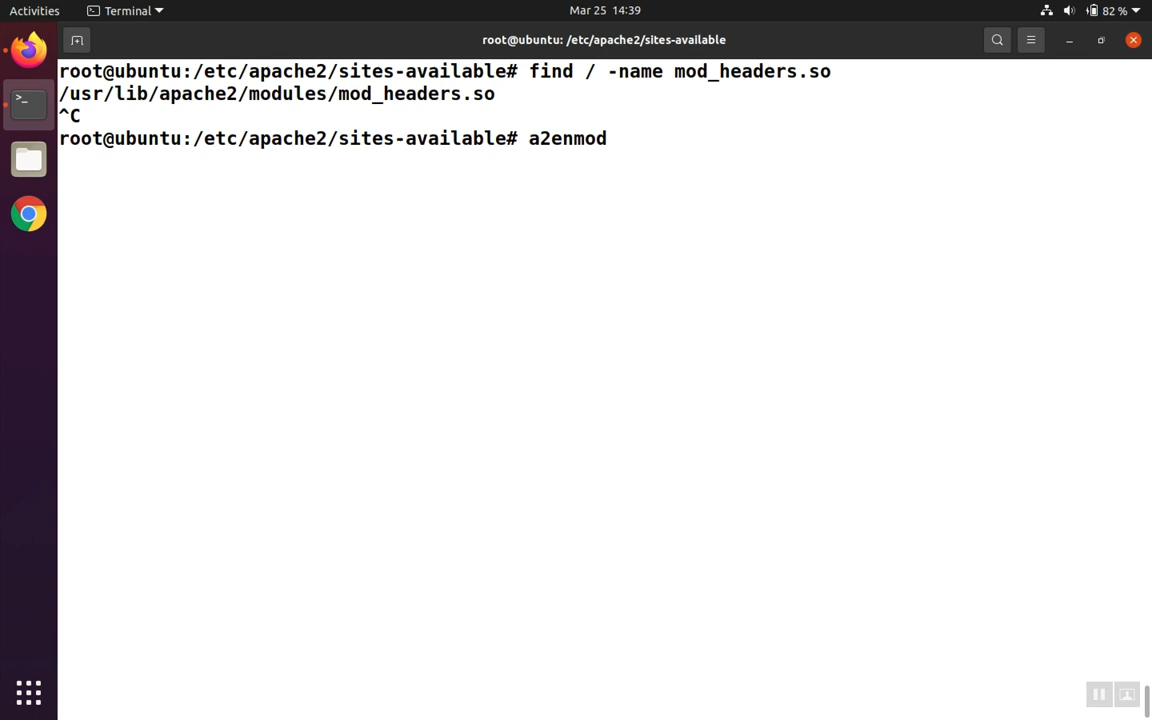 Activities
Terminal
Mar 25 14:39
82 %
root@ubuntu: /etc/apache2/sites-available
root@ubuntu:/etc/apache2/sites-available# find / -name mod_headers.so
/usr/lib/apache2/modules/mod_headers.so
^C
root@ubuntu:/etc/apache2/sites-available# a2enmod